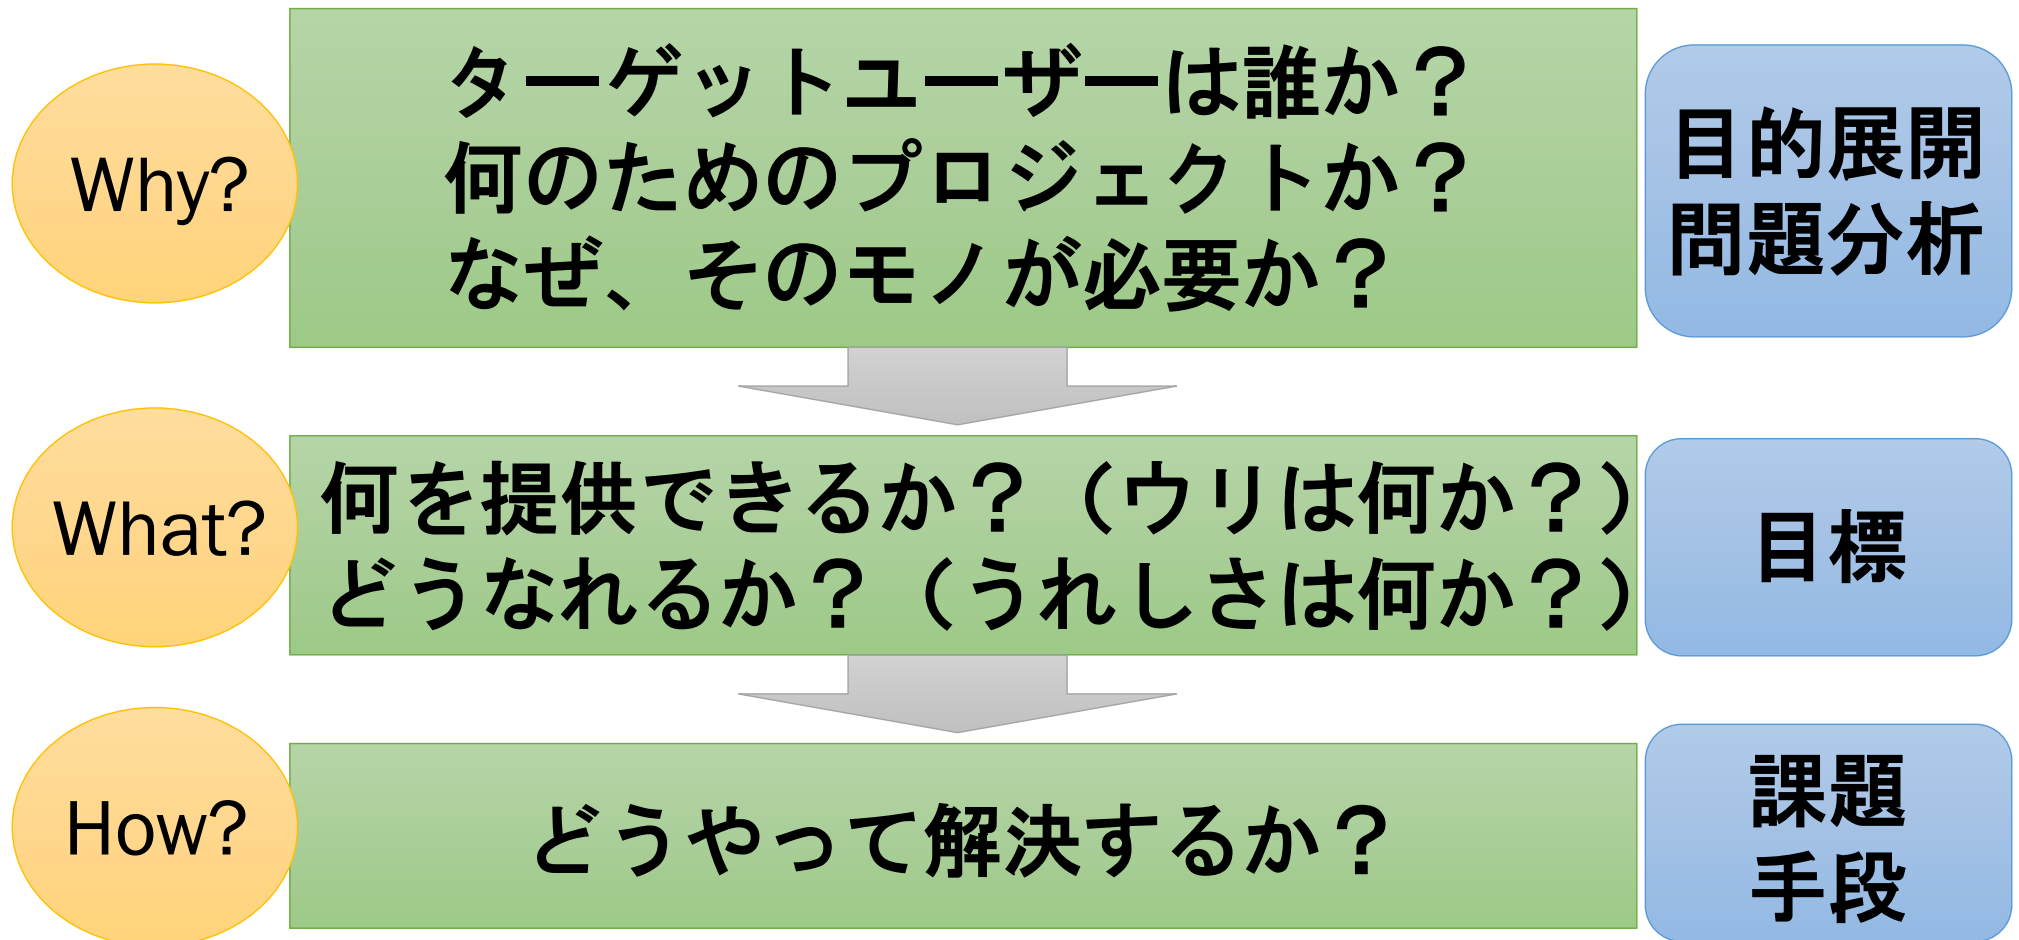 Why?
ターゲットユーザーは誰か？
何のためのプロジェクトか？
なぜ、そのモノが必要か？
目的展開
問題分析
What?
何を提供できるか？（ウリは何か？）
どうなれるか？（うれしさは何か？）
目標
How?
どうやって解決するか？
課題
手段